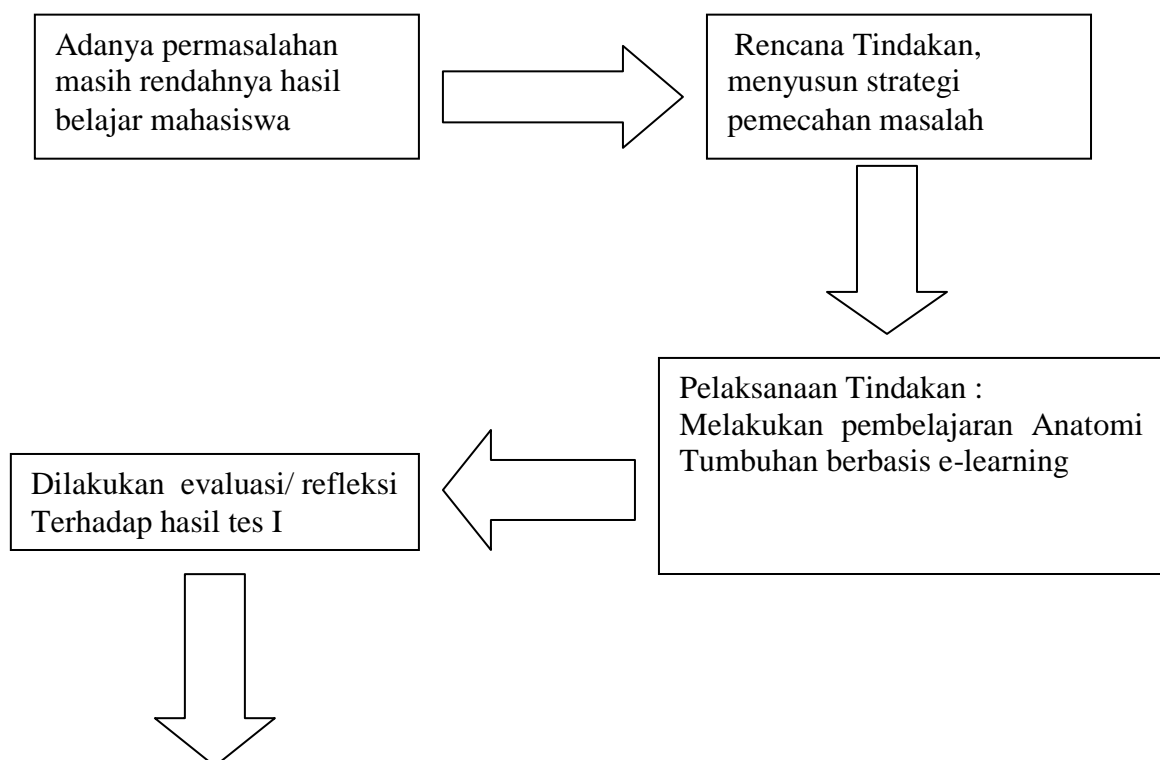 Adanya permasalahan
masih rendahnya hasil
belajar mahasiswa
Rencana Tindakan,
menyusun strategi
pemecahan masalah
Pelaksanaan Tindakan :
Melakukan pembelajaran Anatomi
Tumbuhan berbasis e-learning
Dilakukan evaluasi/ refleksi
Terhadap hasil tes I